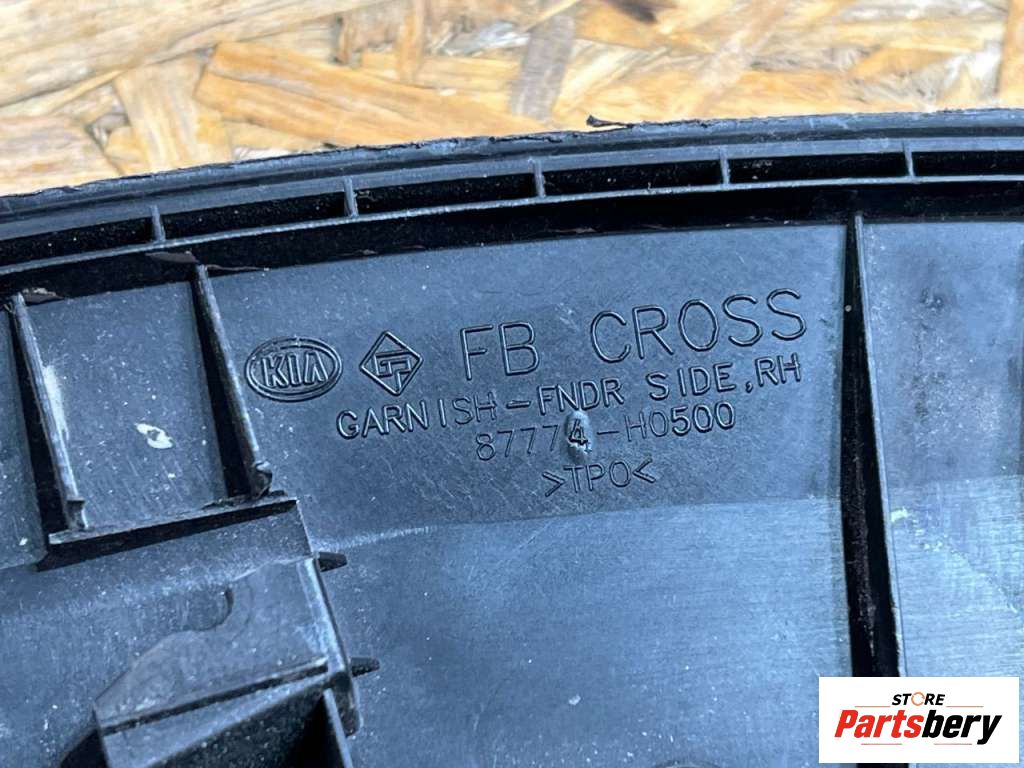 KIA FB CROSS
GARNISH-FNDR SIDE,RH
87774-H0500
>TPO<
STORE
Partsbery